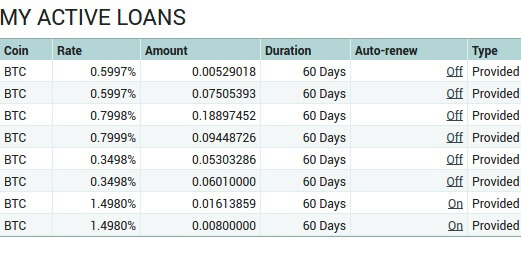 MY ACTIVE LOANS
Coin Rate Amount Duration Auto-renew Type
BTC 0.5997% 0.00529018 60 Days Off Provided
BTC 0.5997% 0.07505393 60 Days Off Provided
BTC 0.7998% 0.18897452 60 Days Off Provided
BTC 0.7999% 0.09448726 60 Days Off Provided
BTC 0.3498% 0.05303286 60 Days Off Provided
BTC 0.3498% 0.06010000 60 Days Off Provided
BTC 1.4980% 0.01613859 60 Days On Provided
BTC 1.4980% 0.00800000 60 Days On Provided